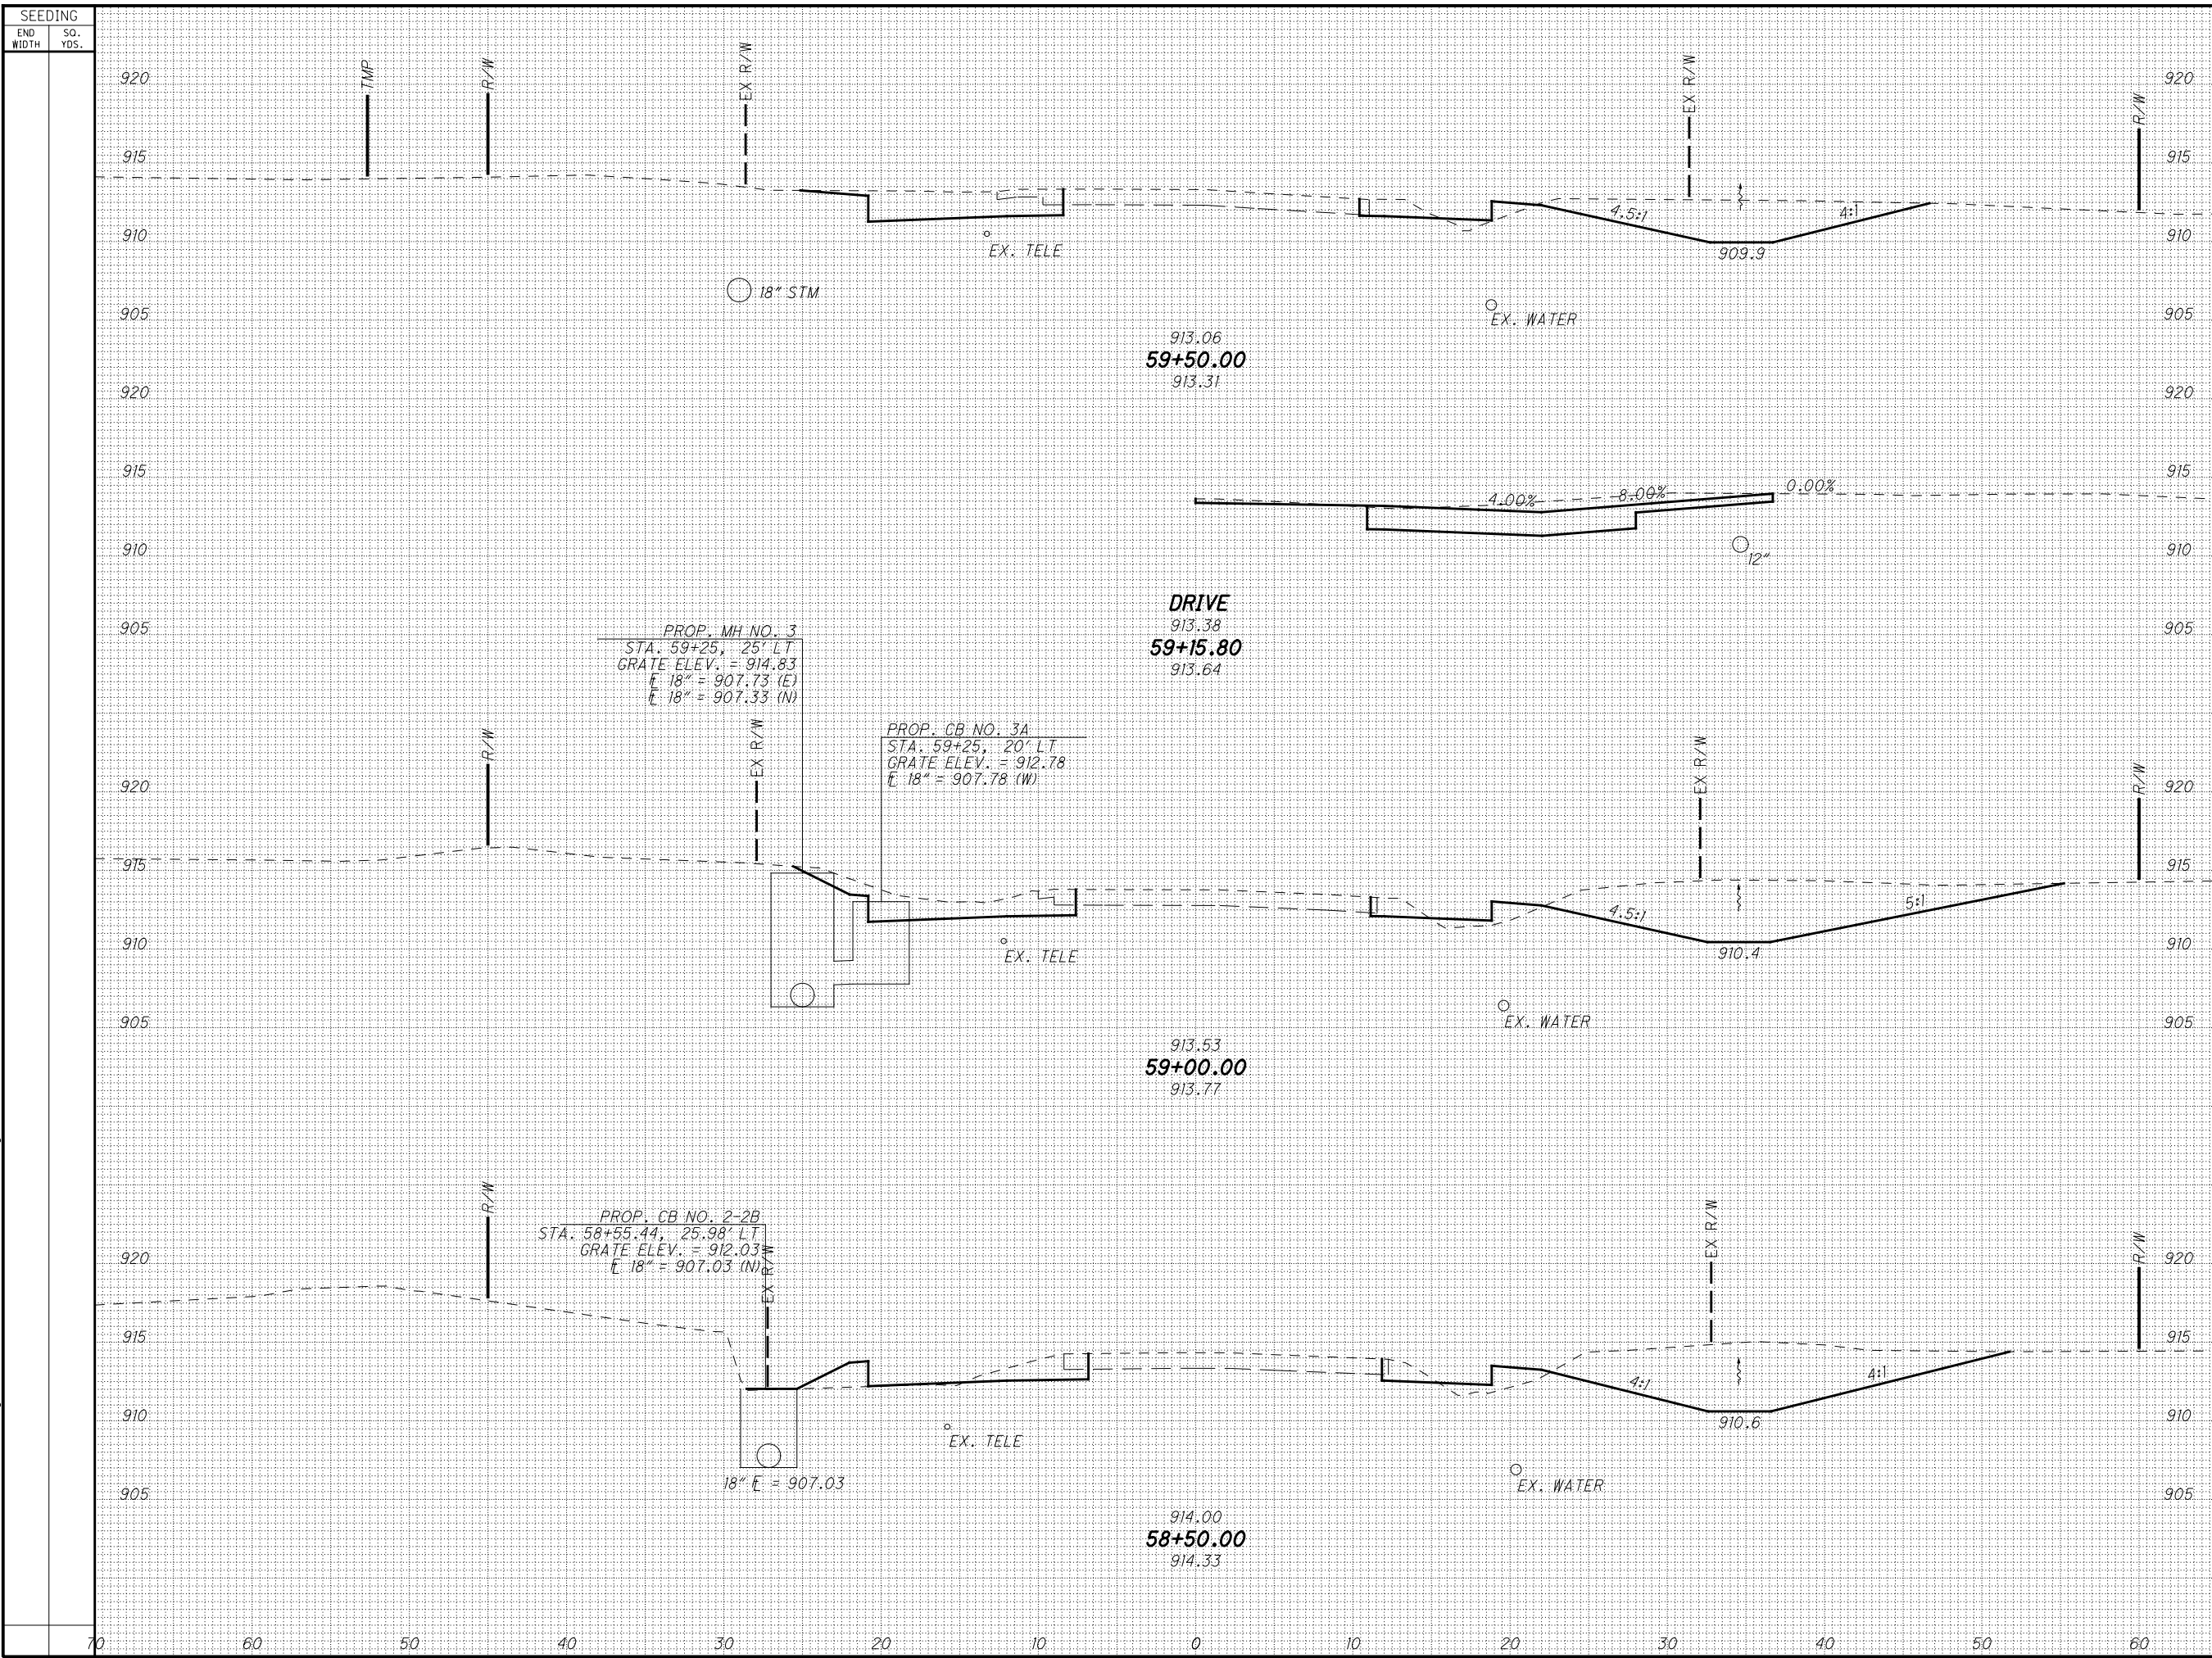 SEEDING
END WIDTH
SQ. YDS.
TMP
R/W
EX R/W
EX R/W
R/W
920
920
915
915
4.5:1
4:1
910
910
EX. TELE
909.9
18" STM
905
905
EX. WATER
913.06
59+50.00
913.31
920
920
915
915
4.00%
8.00%
0.00%
910
910
12"
DRIVE
913.38
59+15.80
913.64
905
905
PROP. MH NO. 3
STA. 59+25, 25' LT
GRATE ELEV. = 914.83
18" = 907.73 (E)
18" = 907.33 (N)
PROP. CB NO. 3A
STA. 59+25, 20' LT
GRATE ELEV. = 912.78
18" = 907.78 (W)
R/W
EX R/W
EX R/W
R/W
920
920
915
915
4.5:1
5:1
910
910
EX. TELE
910.4
905
905
EX. WATER
913.53
59+00.00
913.77
R/W
PROP. CB NO. 2-2B
STA. 58+55.44, 25.98' LT
GRATE ELEV. = 912.03
18" = 907.03 (N)
EX R/W
EX R/W
R/W
920
920
915
915
4:1
4:1
910
910
EX. TELE
910.6
18" = 907.03
905
905
EX. WATER
914.00
58+50.00
914.33
70 60 50 40 30 20 10 0 10 20 30 40 50 60